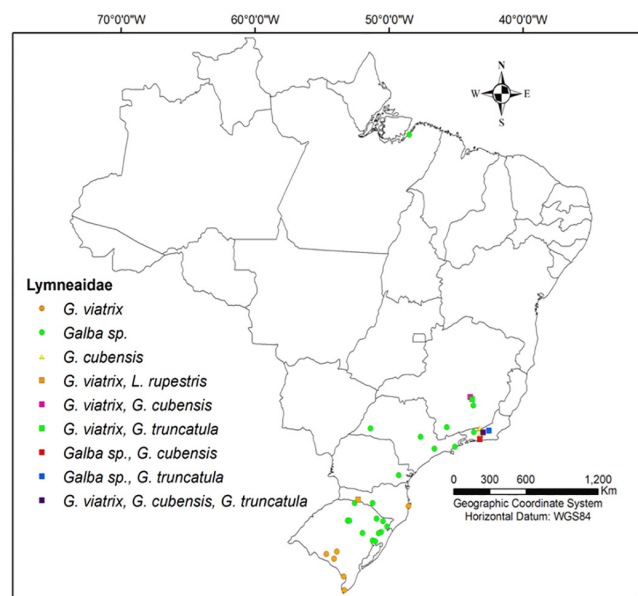 70°0'0"W 60°0'0"W 50°0'0"W 40°0'0"W
N
W E
S
Lymneaidae
G. viatrix
Galba sp.
G. cubensis
G. viatrix, L. rupestris
G. viatrix, G. cubensis
G. viatrix, G. truncatula
Galba sp., G. cubensis
Galba sp., G. truncatula
G. viatrix, G. cubensis, G. truncatula
0 300 600 1,200
Km
Geographic Coordinate System
Horizontal Datum: WGS84